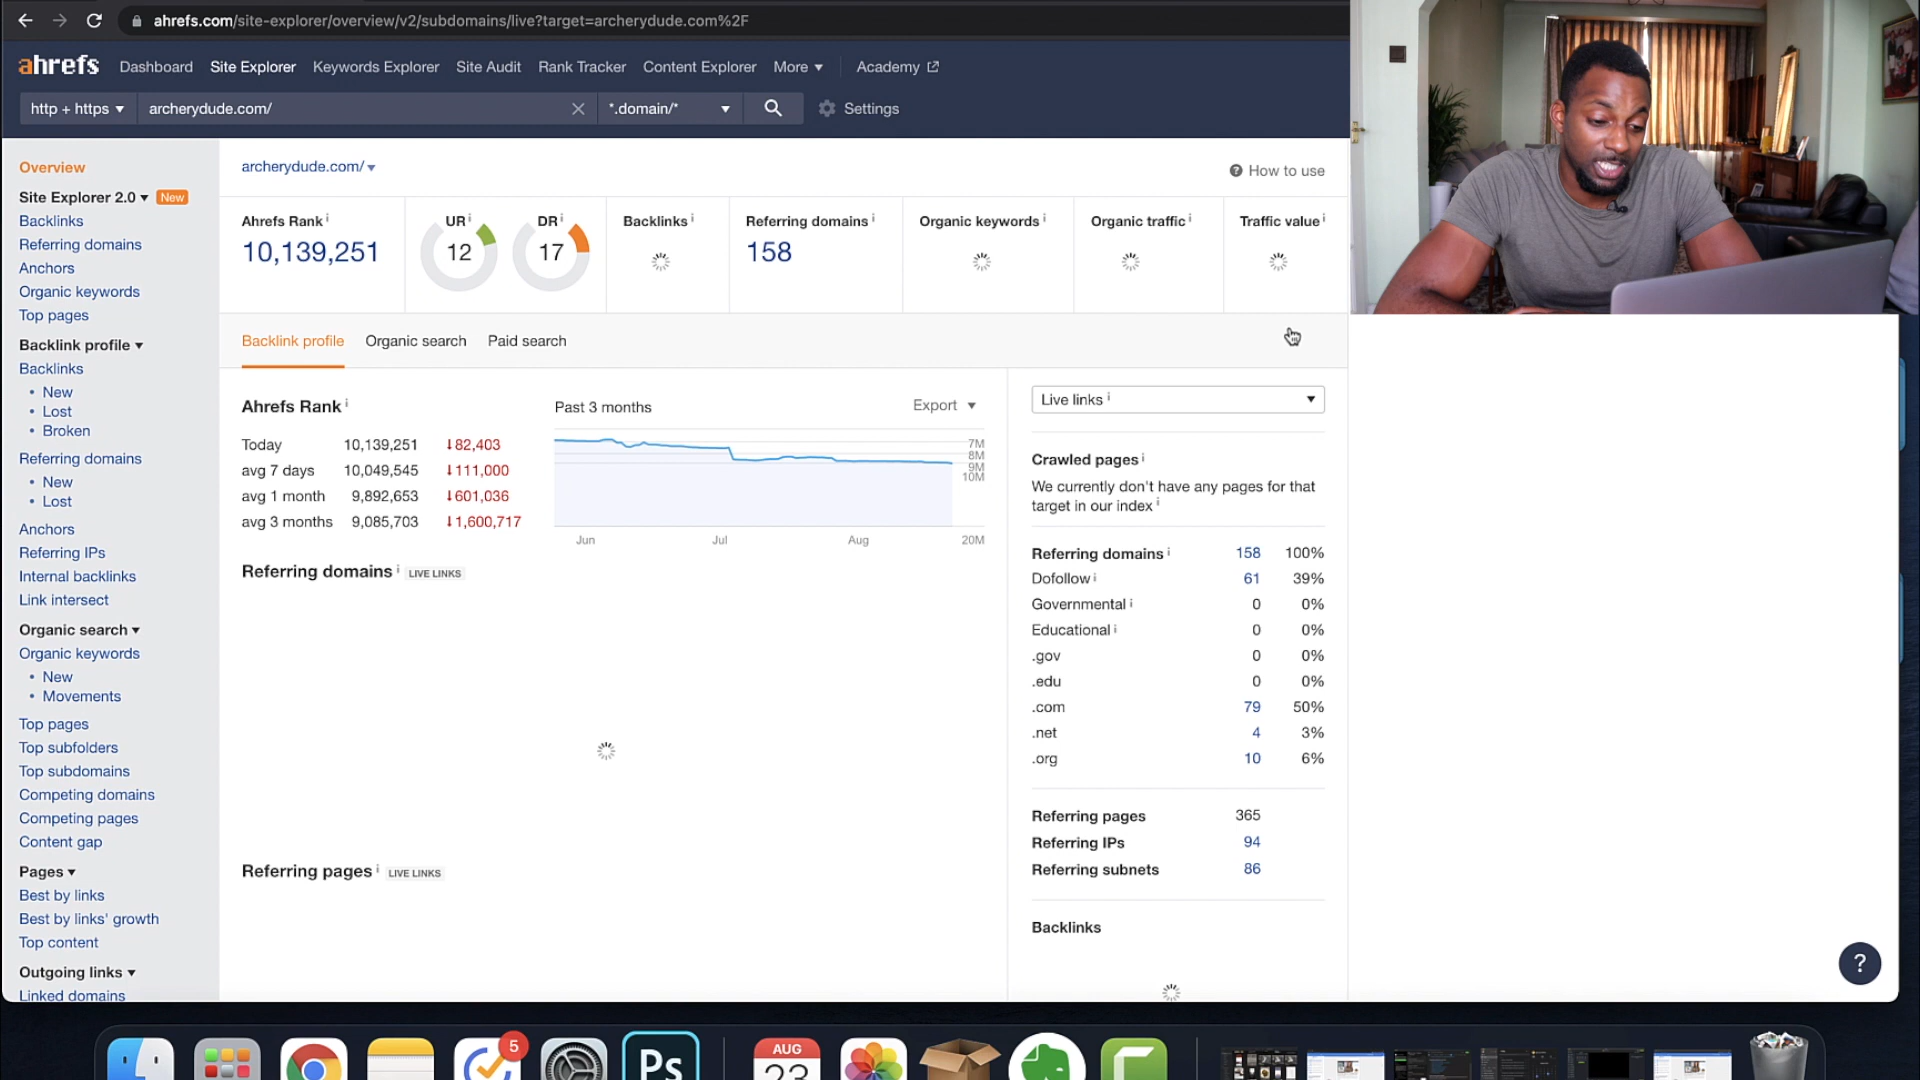 ahrefs.com/site-explorer/overview/v2/subdomains/live?target=archerydude.com%2F
ahrefs Dashboard Site Explorer Keywords Explorer Site Audit Rank Tracker Content Explorer More Academy
http + https archerydude.com/ *.domain/* Settings
Overview
Site Explorer 2.0 New
Backlinks
Referring domains
Anchors
Organic keywords
Top pages
Backlink profile
Backlinks
• New
• Lost
• Broken
Referring domains
• New
• Lost
Anchors
Referring IPs
Internal backlinks
Link intersect
Organic search
Organic keywords
• New
• Movements
Top pages
Top subfolders
Top subdomains
Competing domains
Competing pages
Content gap
Pages
Best by links
Best by links' growth
Top content
Outgoing links
Linked domains
archerydude.com/
How to use
Ahrefs Rank UR DR Backlinks Referring domains Organic keywords Organic traffic Traffic value
10,139,251 12 17 158
Backlink profile Organic search Paid search
Ahrefs Rank Past 3 months Export
Today 10,139,251 ↓82,403
avg 7 days 10,049,545 ↓111,000
avg 1 month 9,892,653 ↓601,036
avg 3 months 9,085,703 ↓1,600,717
7M
8M
9M
10M
Jun Jul Aug 20M
Referring domains LIVE LINKS
Referring pages LIVE LINKS
Live links
Crawled pages
We currently don't have any pages for that
target in our index
Referring domains 158 100%
Dofollow 61 39%
Governmental 0 0%
Educational 0 0%
.gov 0 0%
.edu 0 0%
.com 79 50%
.net 4 3%
.org 10 6%
Referring pages 365
Referring IPs 94
Referring subnets 86
Backlinks
?
5
Ps
AUG
23